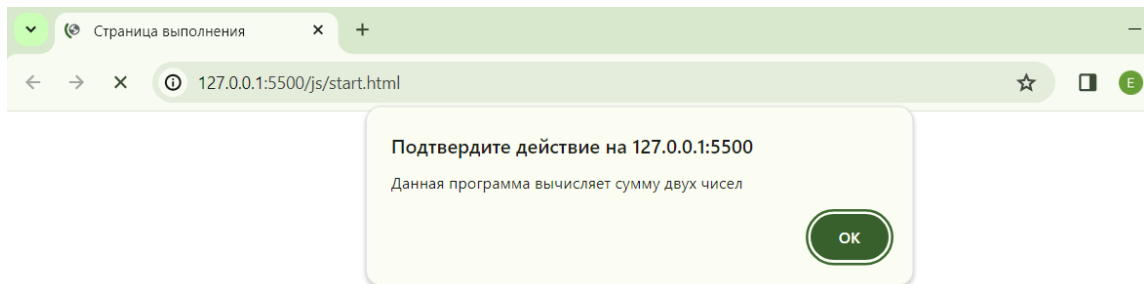 Страница выполнения
127.0.0.1:5500/js/start.html
E
Подтвердите действие на 127.0.0.1:5500
Данная программа вычисляет сумму двух чисел
ОК